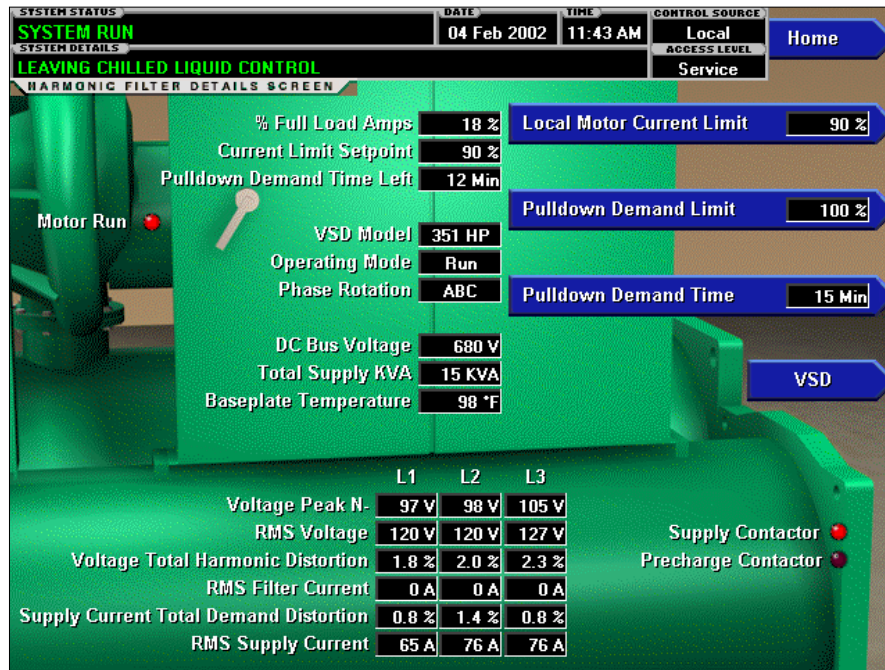 SYSTEM STATUS
SYSTEM RUN
SYSTEM DETAILS
LEAVING CHILLED LIQUID CONTROL
DATE
04 Feb 2002
TIME
11:43 AM
CONTROL SOURCE
Local
ACCESS LEVEL
Service
Home
HARMONIC FILTER DETAILS SCREEN
% Full Load Amps 18 %
Current Limit Setpoint 90 %
Pulldown Demand Time Left 12 Min
Local Motor Current Limit 90 %
Motor Run
VSD Model 351 HP
Operating Mode Run
Phase Rotation ABC
Pulldown Demand Limit 100 %
Pulldown Demand Time 15 Min
DC Bus Voltage 680 V
Total Supply KVA 15 KVA
Baseplate Temperature 98 °F
VSD
L1 L2 L3
Voltage Peak N- 97 V 98 V 105 V
RMS Voltage 120 V 120 V 127 V
Voltage Total Harmonic Distortion 1.8 % 2.0 % 2.3 %
RMS Filter Current 0 A 0 A 0 A
Supply Current Total Demand Distortion 0.8 % 1.4 % 0.8 %
RMS Supply Current 65 A 76 A 76 A
Supply Contactor
Precharge Contactor